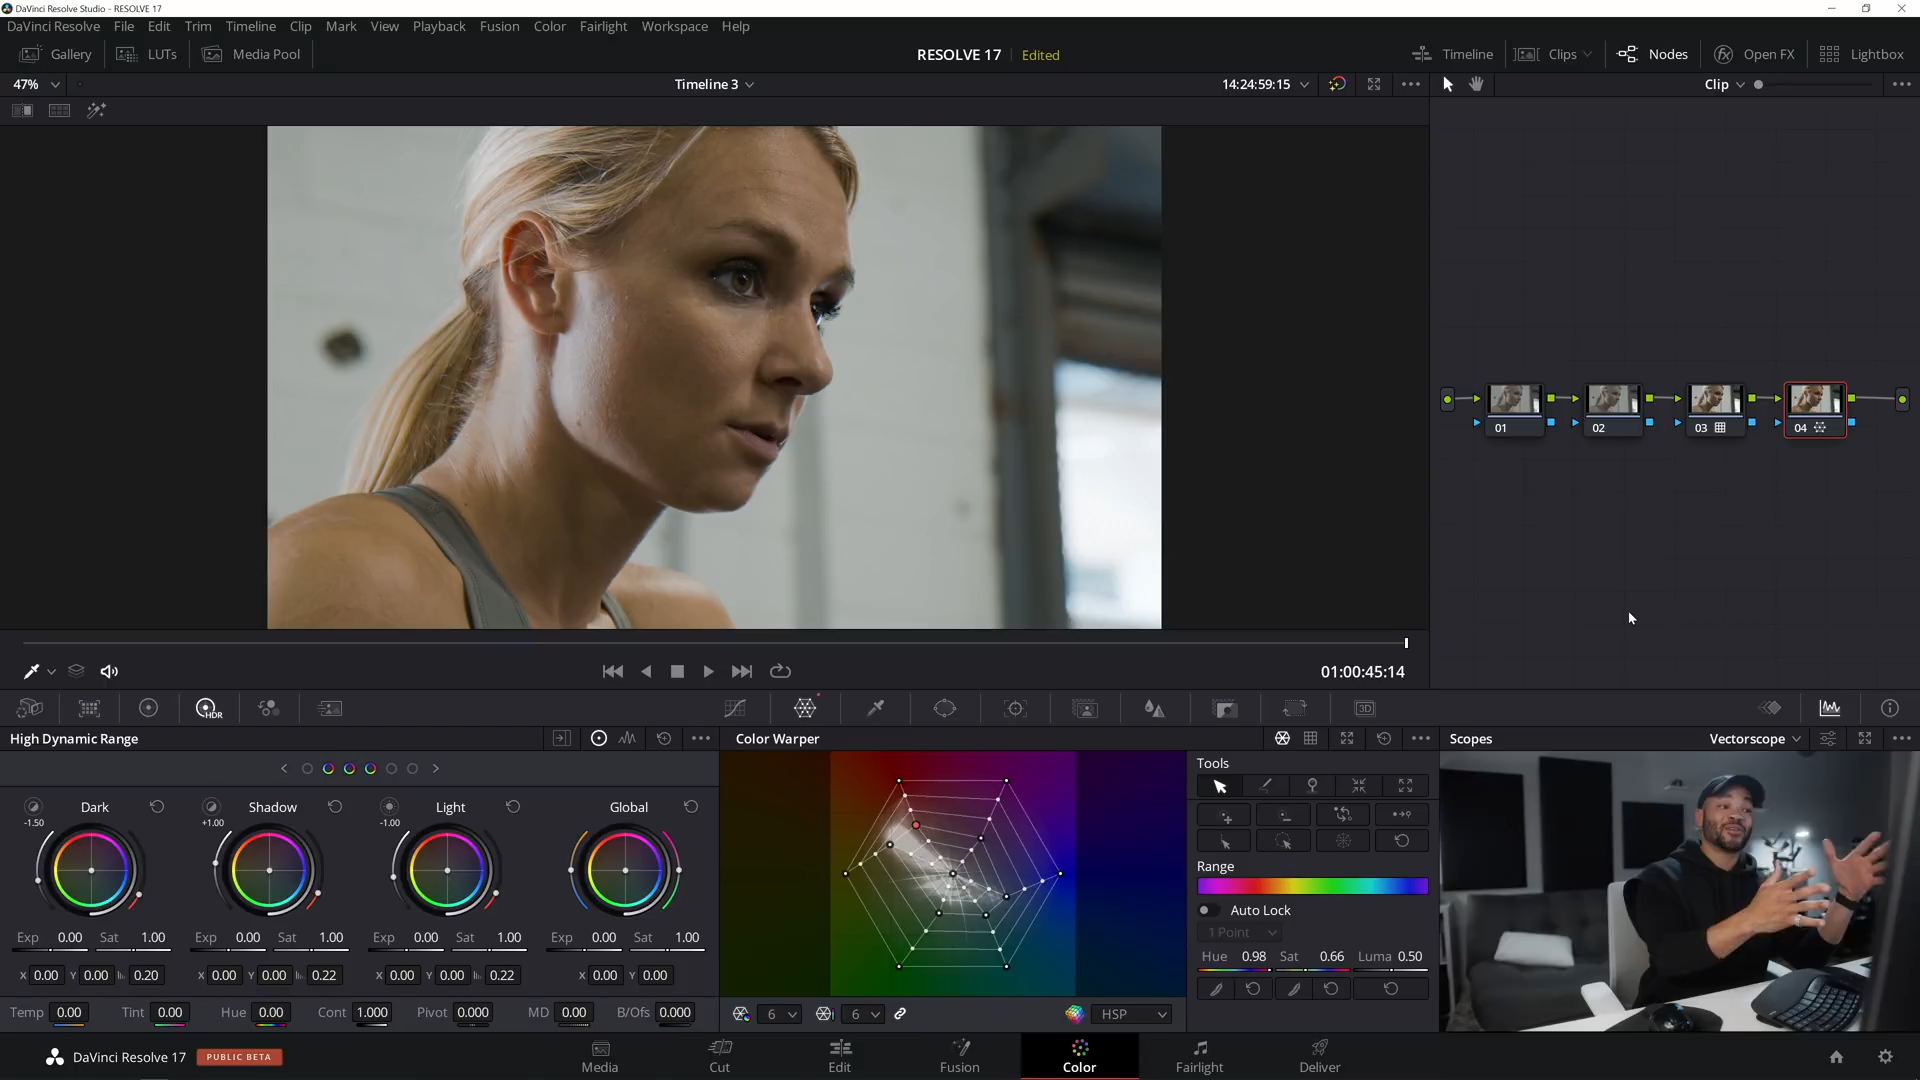 DaVinci Resolve Studio - RESOLVE 17
DaVinci Resolve File Edit Trim Timeline Clip Mark View Playback Fusion Color Fairlight Workspace Help
Gallery LUTs Media Pool RESOLVE 17 Edited Timeline Clips Nodes Open FX Lightbox
47% Timeline 3 14:24:59:15 Clip
01 02 03 04
01:00:45:14
HDR 3D
High Dynamic Range Color Warper Scopes Vectorscope
Tools
Dark Shadow Light Global
-1.50 +1.00 -1.00
Range
Auto Lock
1 Point
Exp 0.00 Sat 1.00 Exp 0.00 Sat 1.00 Exp 0.00 Sat 1.00 Exp 0.00 Sat 1.00
Hue 0.98 Sat 0.66 Luma 0.50
X 0.00 Y 0.00 0.20 X 0.00 Y 0.00 0.22 X 0.00 Y 0.00 0.22 X 0.00 Y 0.00
Temp 0.00 Tint 0.00 Hue 0.00 Cont 1.000 Pivot 0.000 MD 0.00 B/Ofs 0.000 6 6 HSP
DaVinci Resolve 17 PUBLIC BETA Media Cut Edit Fusion Color Fairlight Deliver